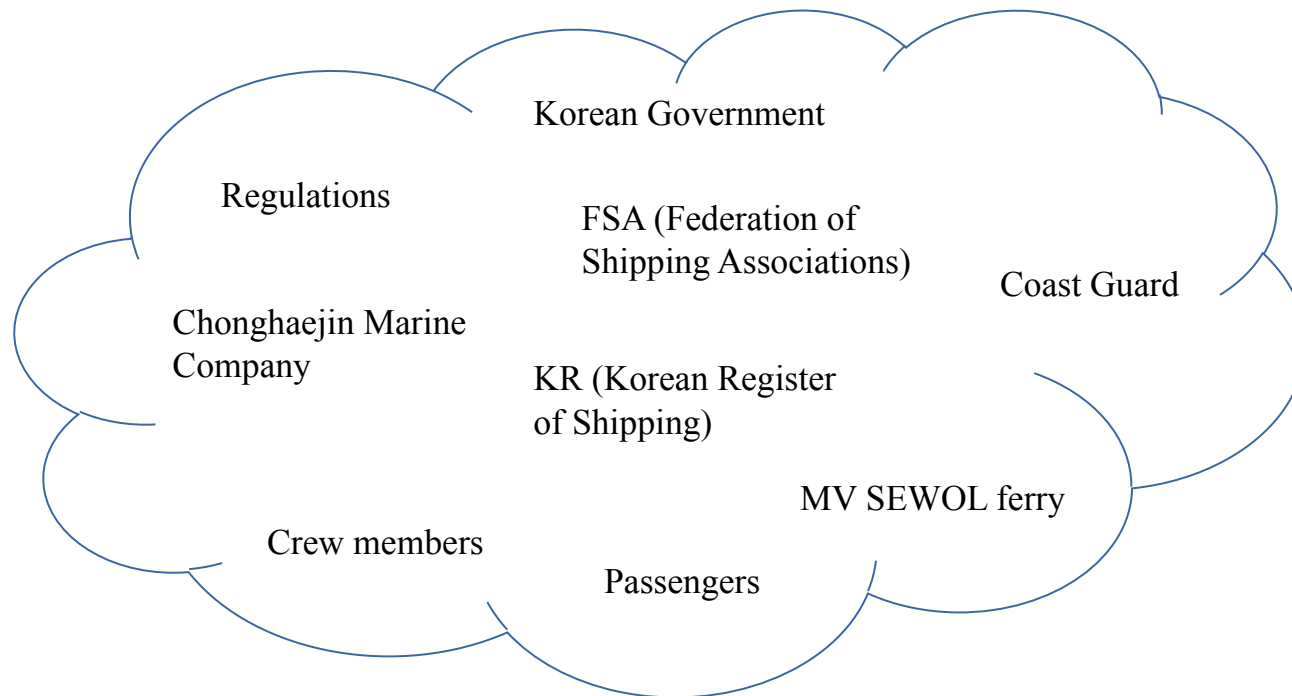 Korean Government
Regulations
FSA (Federation of
Shipping Associations)
Coast Guard
Chonghaejin Marine
Company
KR (Korean Register
of Shipping)
MV SEWOL ferry
Crew members
Passengers